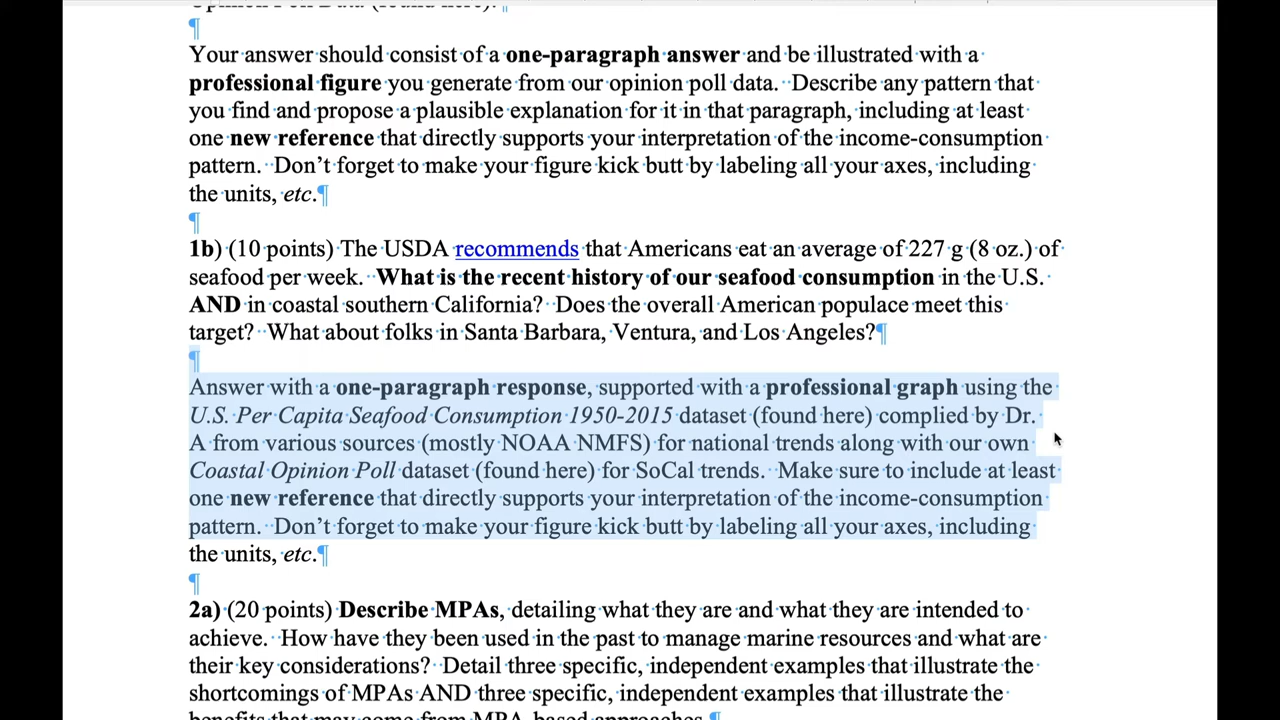 Opinion Poll Data (found here).¶
¶
Your answer should consist of a one-paragraph answer and be illustrated with a
professional figure you generate from our opinion poll data.  Describe any pattern that
you find and propose a plausible explanation for it in that paragraph, including at least
one new reference that directly supports your interpretation of the income-consumption
pattern.  Don’t forget to make your figure kick butt by labeling all your axes, including
the units, etc.¶
¶
1b) (10 points) The USDA recommends that Americans eat an average of 227 g (8 oz.) of
seafood per week.  What is the recent history of our seafood consumption in the U.S.
AND in coastal southern California?  Does the overall American populace meet this
target?  What about folks in Santa Barbara, Ventura, and Los Angeles?¶
¶
Answer with a one-paragraph response, supported with a professional graph using the
U.S. Per Capita Seafood Consumption 1950-2015 dataset (found here) complied by Dr.
A from various sources (mostly NOAA NMFS) for national trends along with our own
Coastal Opinion Poll dataset (found here) for SoCal trends.  Make sure to include at least
one new reference that directly supports your interpretation of the income-consumption
pattern.  Don’t forget to make your figure kick butt by labeling all your axes, including
the units, etc.¶
¶
2a) (20 points) Describe MPAs, detailing what they are and what they are intended to
achieve.  How have they been used in the past to manage marine resources and what are
their key considerations?  Detail three specific, independent examples that illustrate the
shortcomings of MPAs AND three specific, independent examples that illustrate the
benefits that may come from MPA-based approaches.¶